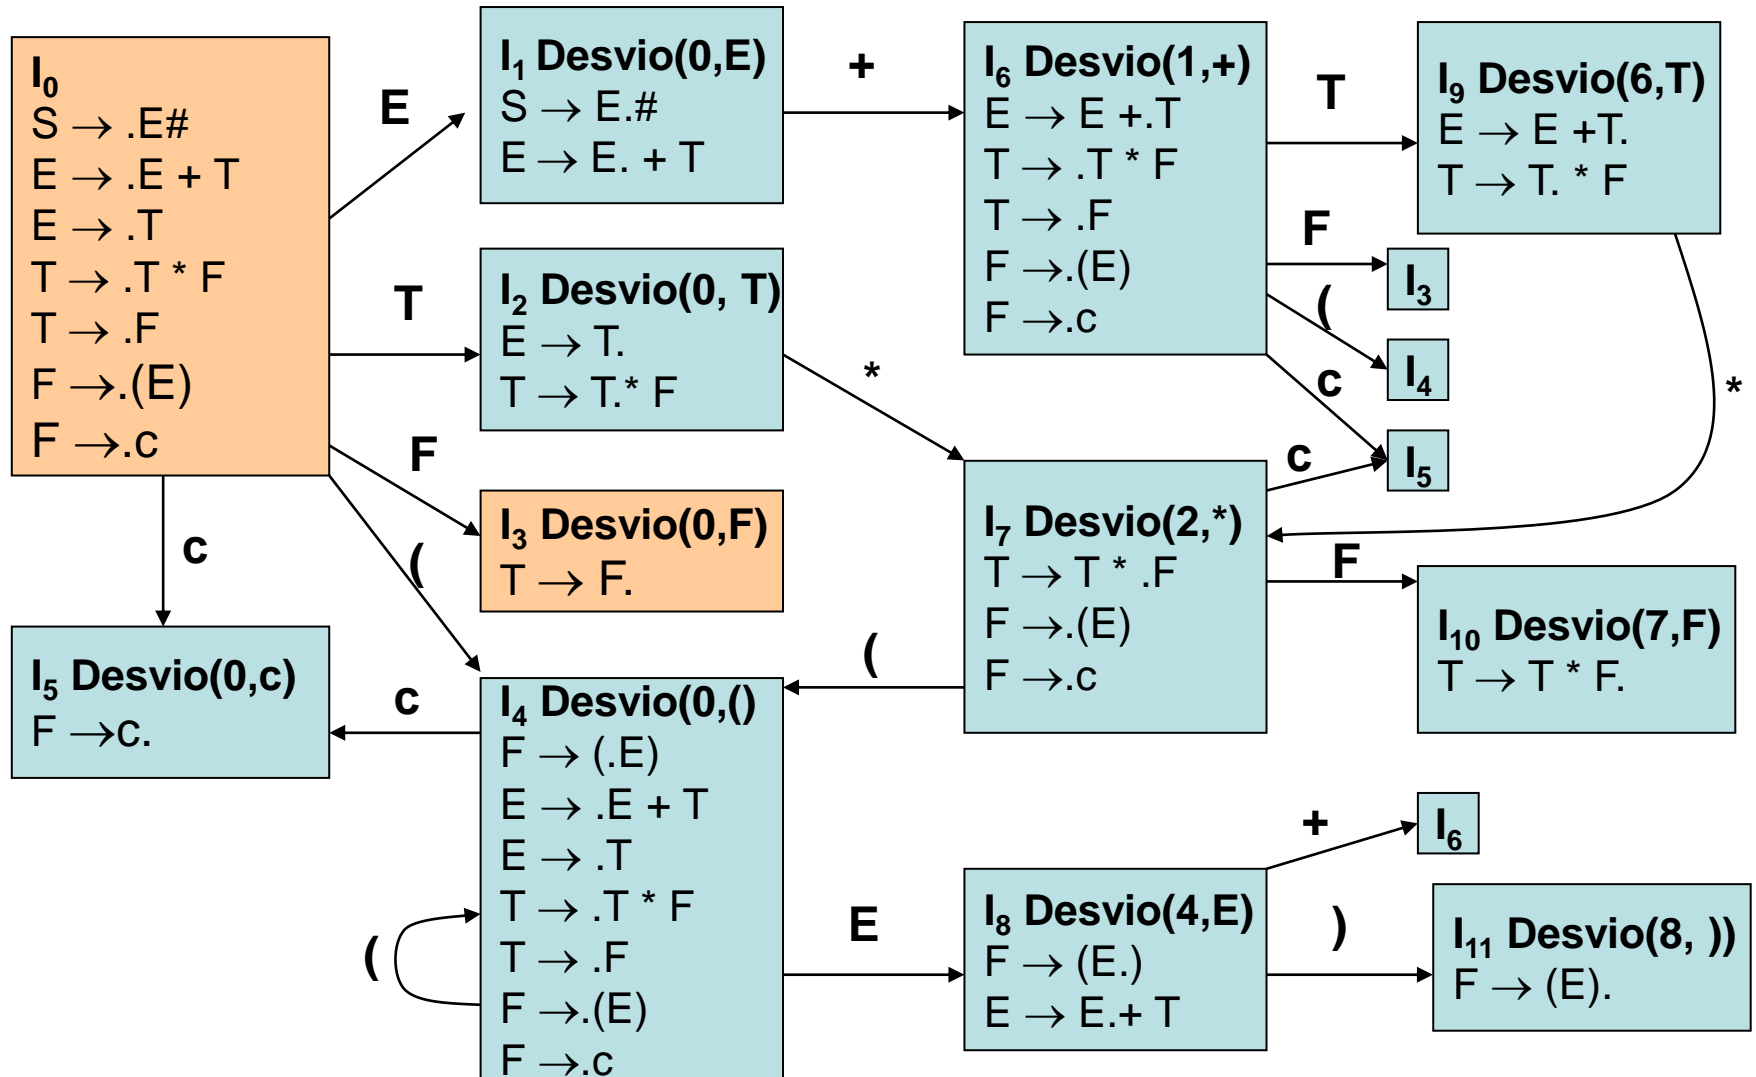 I0
S → .E#
E → .E + T
E → .T
T → .T * F
T → .F
F →.(E)
F →.c
E
T
F
(
c
I1 Desvio(0,E)
S → E.#
E → E. + T
+
I2 Desvio(0, T)
E → T.
T → T.* F
*
I3 Desvio(0,F)
T → F.
I5 Desvio(0,c)
F →c.
c
I4 Desvio(0,()
F → (.E)
E → .E + T
E → .T
T → .T * F
T → .F
F →.(E)
F →.c
(
E
I6 Desvio(1,+)
E → E +.T
T → .T * F
T → .F
F →.(E)
F →.c
T
F
(
c
I9 Desvio(6,T)
E → E +T.
T → T. * F
*
I3
I4
I5
I7 Desvio(2,*)
T → T * .F
F →.(E)
F →.c
c
F
(
I10 Desvio(7,F)
T → T * F.
I8 Desvio(4,E)
F → (E.)
E → E.+ T
+
)
I6
I11 Desvio(8, ))
F → (E).